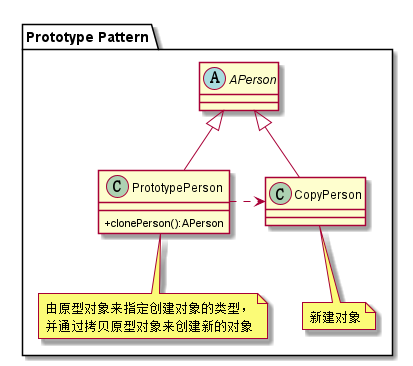 Prototype Pattern
A APerson
C PrototypePerson
+clonePerson():APerson
C CopyPerson
由原型对象来指定创建对象的类型，
并通过拷贝原型对象来创建新的对象
新建对象